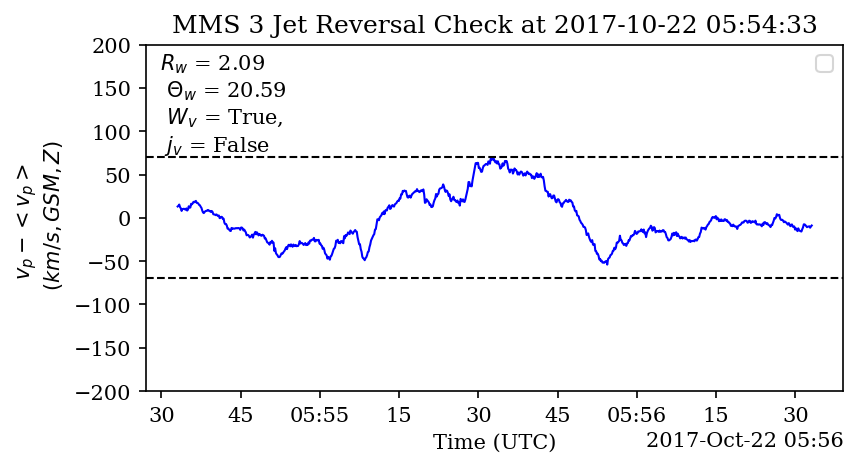 MMS 3 Jet Reversal Check at 2017-10-22 05:54:33
R_w = 2.09
Θ_w = 20.59
W_v = True,
j_v = False
v_p − < v_p >
(km/s, GSM, Z)
200
150
100
50
0
−50
−100
−150
−200
30 45 05:55 15 30 45 05:56 15 30
Time (UTC)
2017-Oct-22 05:56